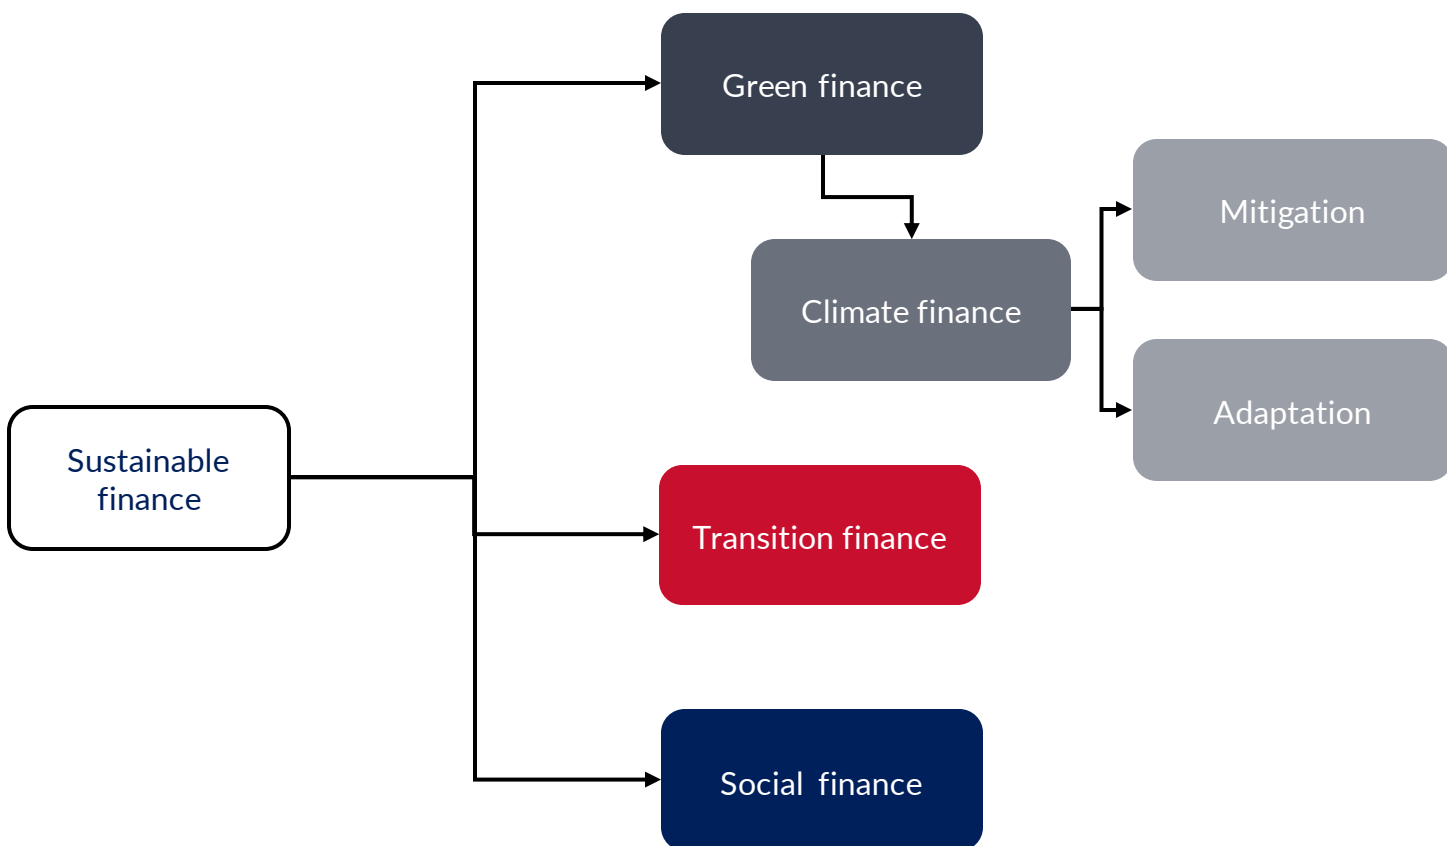 Green finance
Mitigation
Climate finance
Adaptation
Sustainable
finance
Transition finance
Social finance